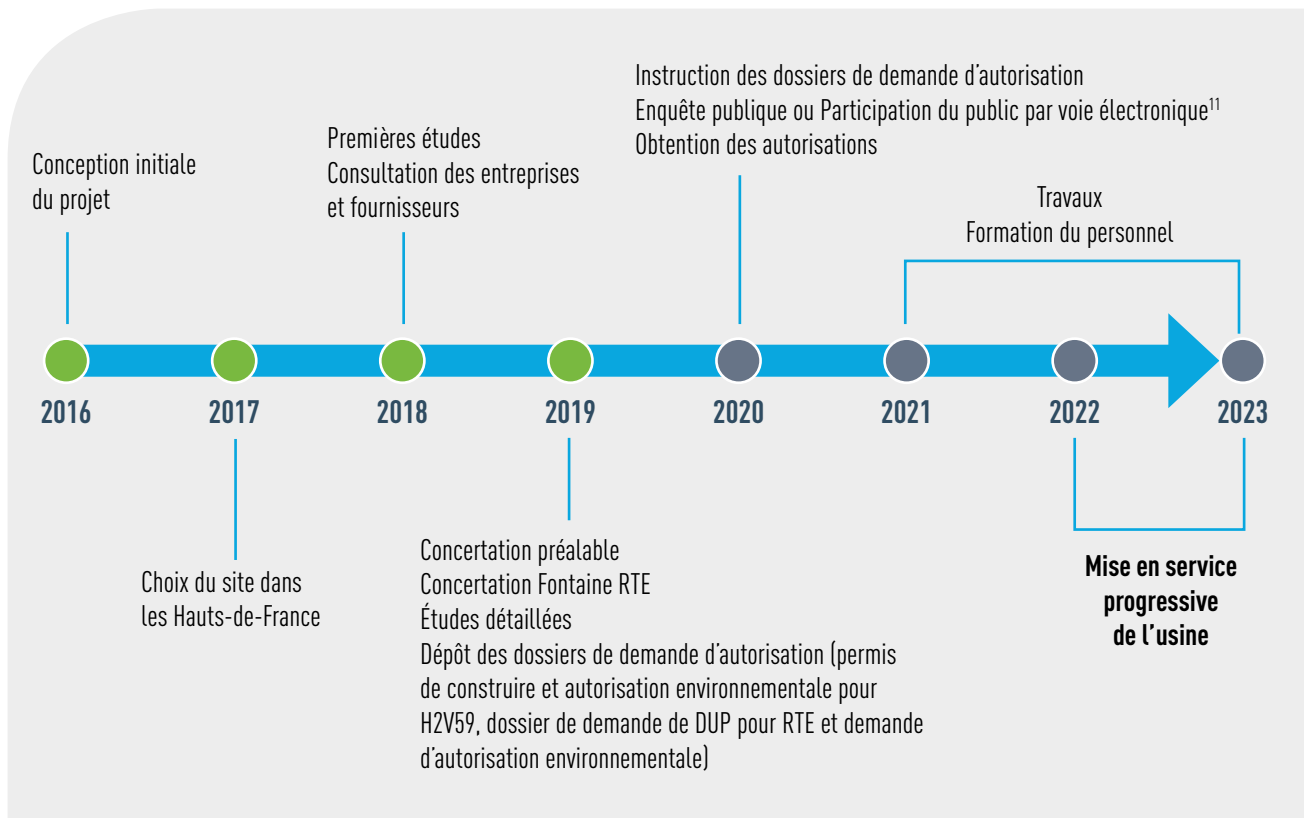 Conception initiale
du projet
Premières études
Consultation des entreprises
et fournisseurs
Instruction des dossiers de demande d'autorisation
Enquête publique ou Participation du public par voie électronique¹¹
Obtention des autorisations
Travaux
Formation du personnel
2016
2017
2018
2019
2020
2021
2022
2023
Choix du site dans
les Hauts-de-France
Concertation préalable
Concertation Fontaine RTE
Études détaillées
Dépôt des dossiers de demande d'autorisation (permis
de construire et autorisation environnementale pour
H2V59, dossier de demande de DUP pour RTE et demande
d'autorisation environnementale)
Mise en service
progressive
de l'usine